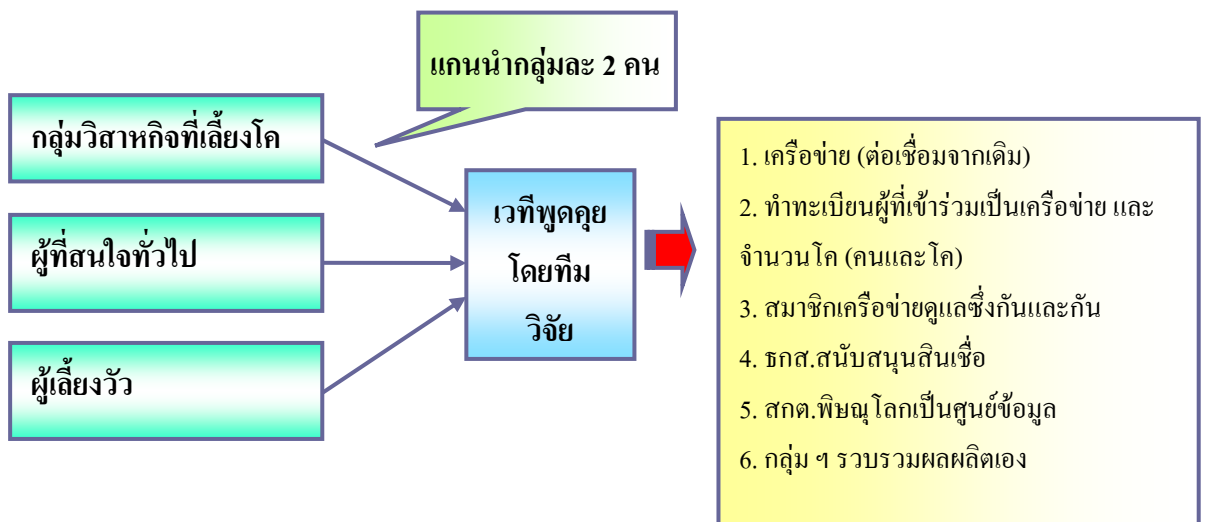 แกนนำกลุ่มละ 2 คน
กลุ่มวิสาหกิจที่เลี้ยงโค
ผู้ที่สนใจทั่วไป
ผู้เลี้ยงวัว
เวทีพูดคุย
โดยทีม
วิจัย
1. เครือข่าย (ต่อเชื่อมจากเดิม)
2. ทำทะเบียนผู้ที่เข้าร่วมเป็นเครือข่าย และ
จำนวนโค (คนและโค)
3. สมาชิกเครือข่ายดูแลซึ่งกันและกัน
4. ธกส.สนับสนุนสินเชื่อ
5. สกต.พิษณุโลกเป็นศูนย์ข้อมูล
6. กลุ่ม ฯ รวบรวมผลผลิตเอง